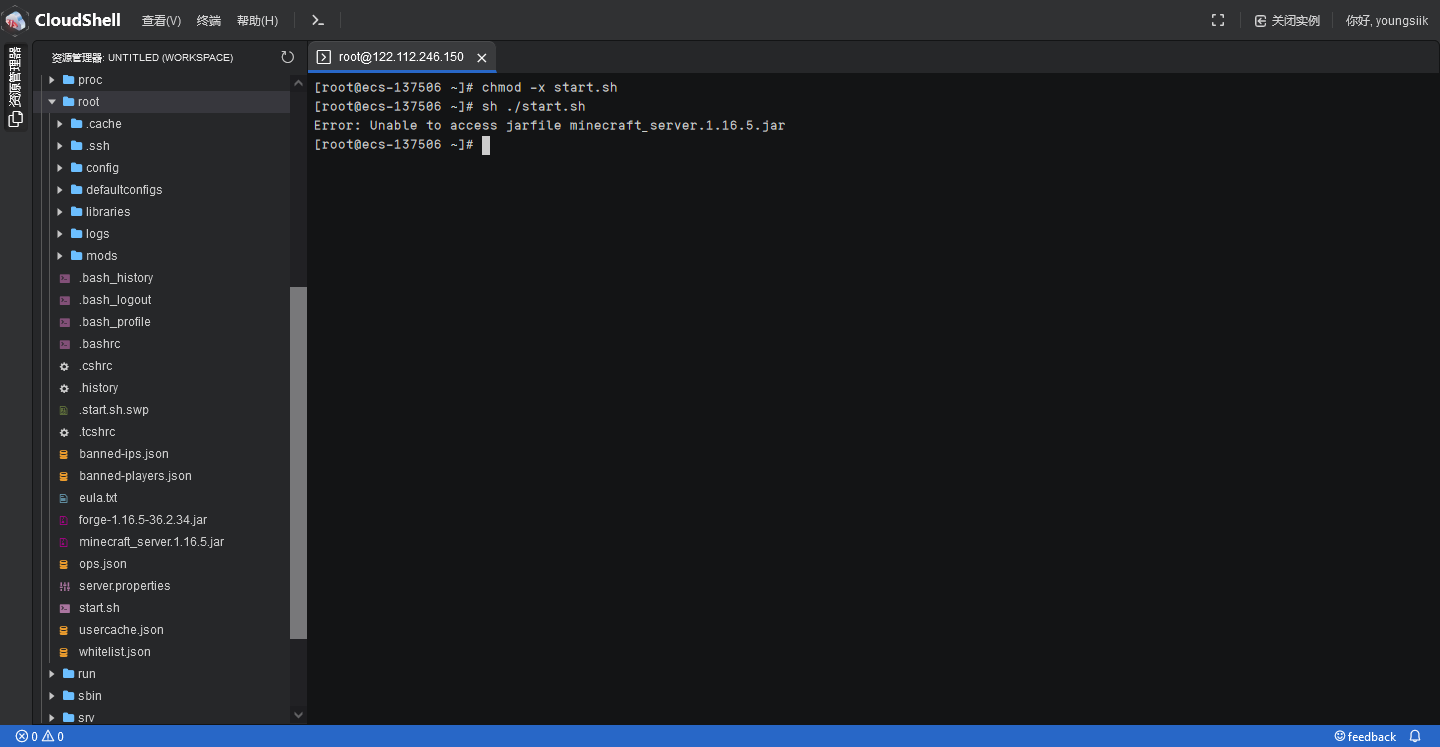 CloudShell 查看(V) 终端 帮助(H) 关闭实例 你好, youngsiik
资源管理器
资源管理器: UNTITLED (WORKSPACE)
proc
root
.cache
.ssh
config
defaultconfigs
libraries
logs
mods
.bash_history
.bash_logout
.bash_profile
.bashrc
.cshrc
.history
.start.sh.swp
.tcshrc
banned-ips.json
banned-players.json
eula.txt
forge-1.16.5-36.2.34.jar
minecraft_server.1.16.5.jar
ops.json
server.properties
start.sh
usercache.json
whitelist.json
run
sbin
srv
root@122.112.246.150
[root@ecs-137506 ~]# chmod -x start.sh
[root@ecs-137506 ~]# sh ./start.sh
Error: Unable to access jarfile minecraft_server.1.16.5.jar
[root@ecs-137506 ~]#
0 0 feedback